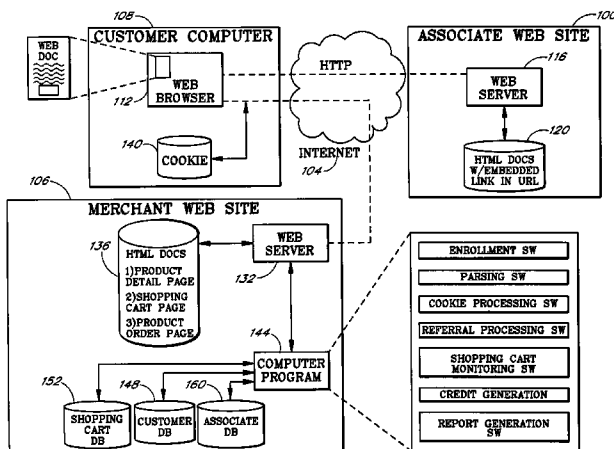 108
CUSTOMER COMPUTER
WEB
DOC
112
WEB
BROWSER
140
COOKIE
HTTP
INTERNET
104
100
ASSOCIATE WEB SITE
116
WEB
SERVER
120
HTML DOCS
W/EMBEDDED
LINK IN URL
106
MERCHANT WEB SITE
136
HTML DOCS
1)PRODUCT
DETAIL PAGE
2)SHOPPING
CART PAGE
3)PRODUCT
ORDER PAGE
WEB
SERVER
132
144
COMPUTER
PROGRAM
152
SHOPPING
CART
DB
148
CUSTOMER
DB
160
ASSOCIATE
DB
ENROLLMENT SW
PARSING SW
COOKIE PROCESSING SW
REFERRAL PROCESSING SW
SHOPPING CART
MONITORING SW
CREDIT GENERATION
REPORT GENERATION
SW